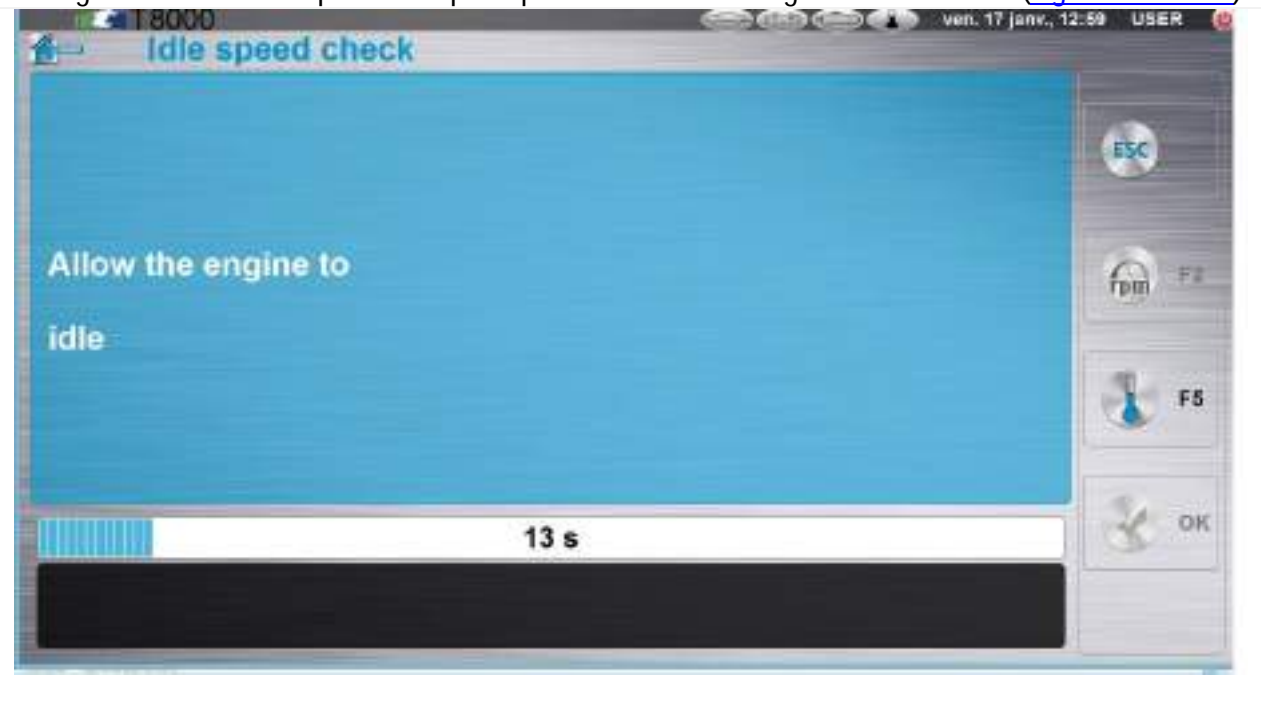 T8000
ven. 17 janv., 12:59 USER
Idle speed check
ESC
Allow the engine to
idle
rpm F2
F5
13 s
OK